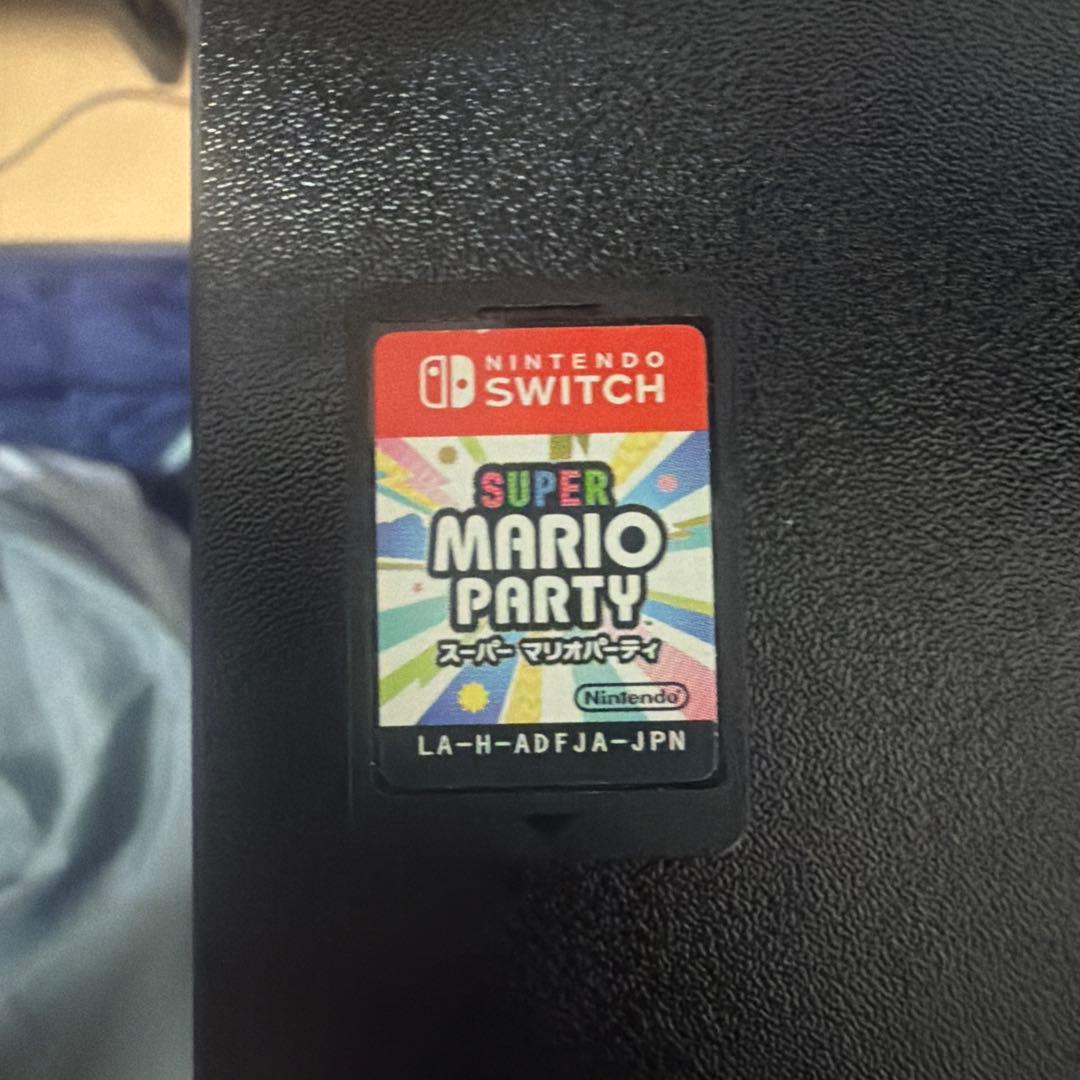 NINTENDO
SWITCH
SUPER
MARIO
PARTY
スーパー マリオパーティ
Nintendo
LA-H-ADFJA-JPN